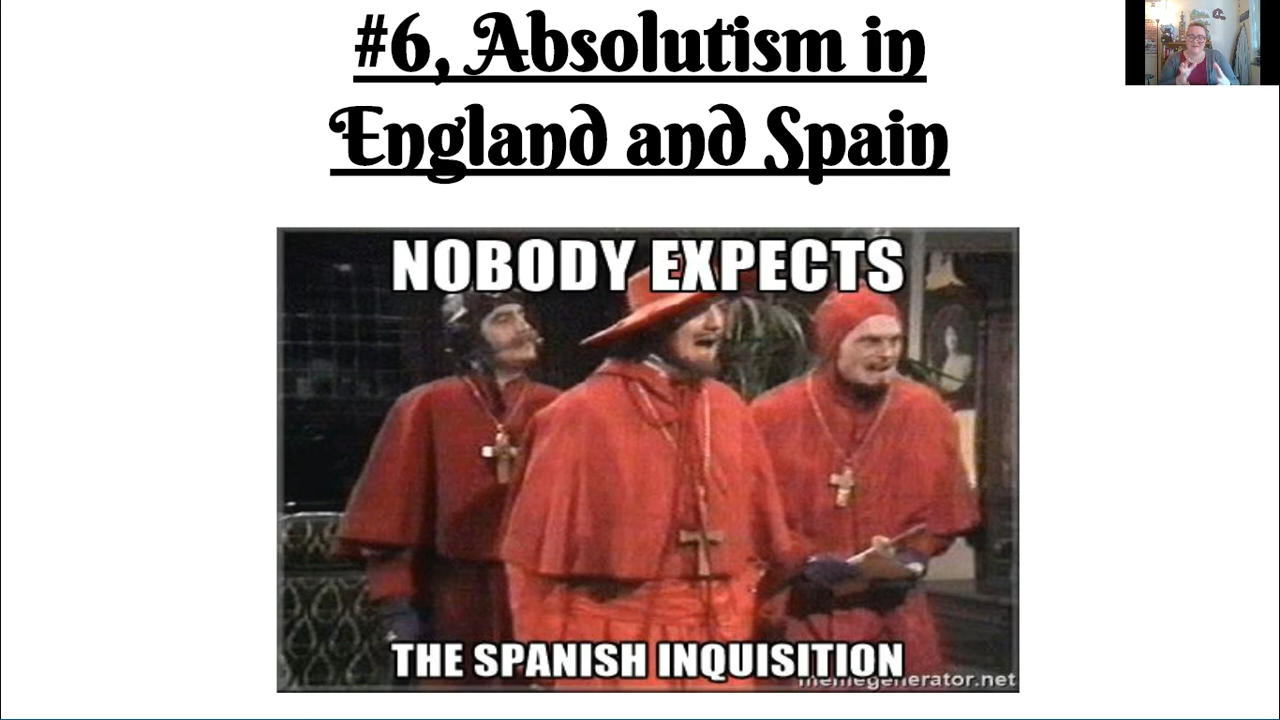 #6, Absolutism in
England and Spain
NOBODY EXPECTS
THE SPANISH INQUISITION
memegenerator.net